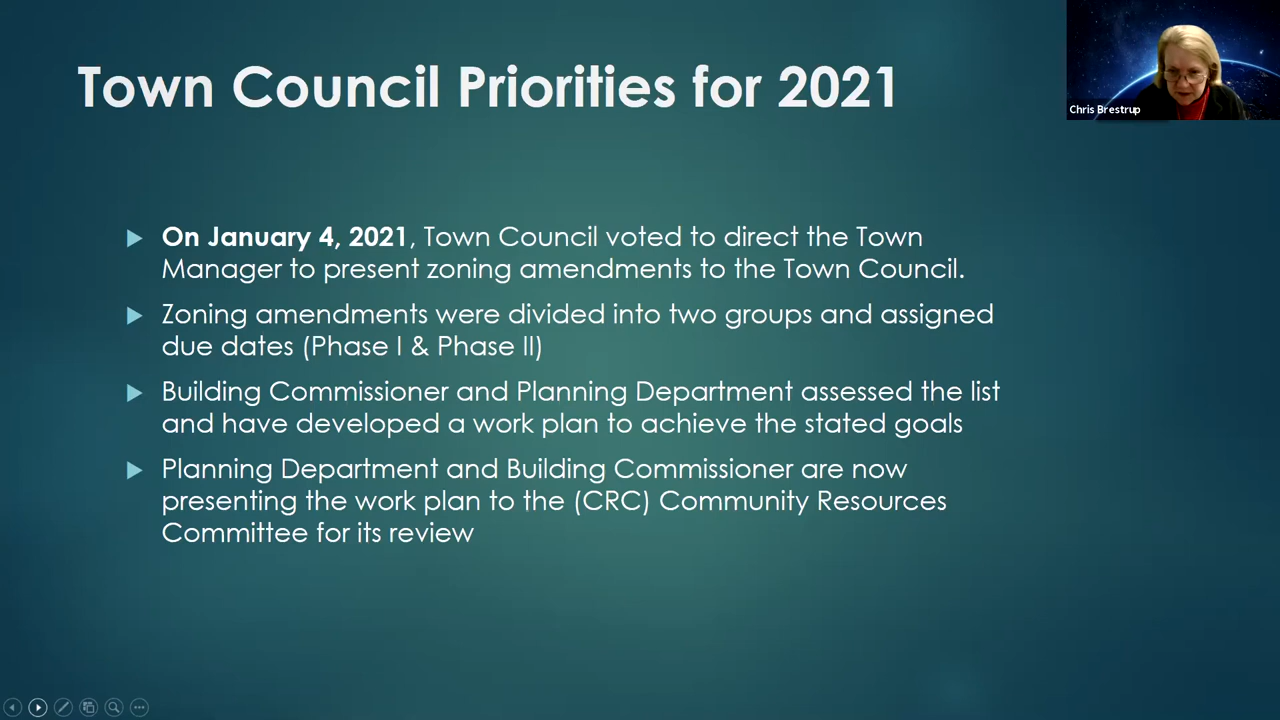 Town Council Priorities for 2021
Chris Brestrup
On January 4, 2021, Town Council voted to direct the Town
Manager to present zoning amendments to the Town Council.
Zoning amendments were divided into two groups and assigned
due dates (Phase I & Phase II)
Building Commissioner and Planning Department assessed the list
and have developed a work plan to achieve the stated goals
Planning Department and Building Commissioner are now
presenting the work plan to the (CRC) Community Resources
Committee for its review